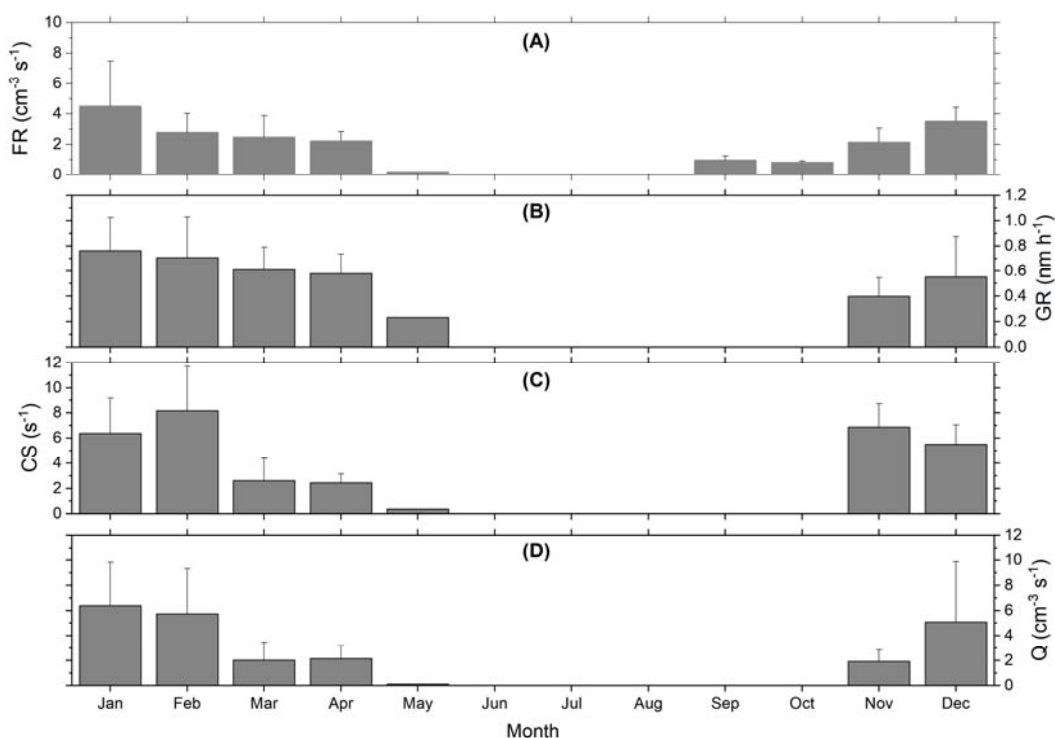 (A)
FR (cm⁻³ s⁻¹)
10
8
6
4
2
0
(B)
GR (nm h⁻¹)
1.2
1.0
0.8
0.6
0.4
0.2
0.0
(C)
CS (s⁻¹)
12
10
8
6
4
2
0
(D)
Q (cm⁻³ s⁻¹)
12
10
8
6
4
2
0
Jan Feb Mar Apr May Jun Jul Aug Sep Oct Nov Dec
Month